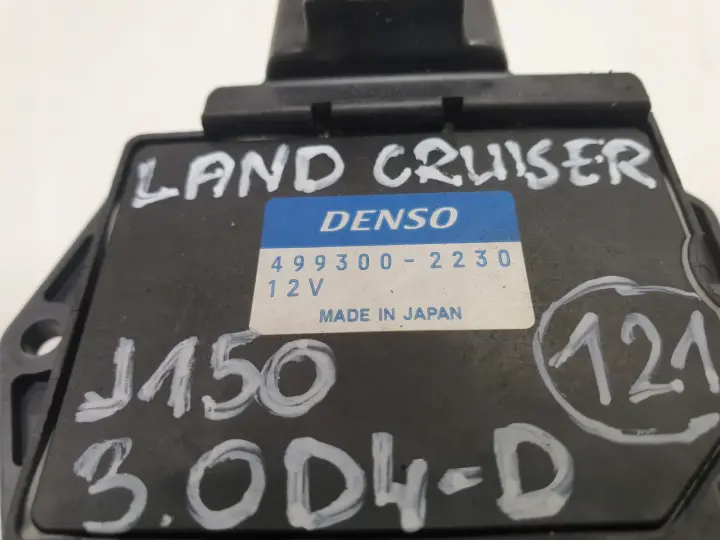 LAND CRUISER
DENSO
499300-2230
12V
MADE IN JAPAN
J150
121
3.0D4-D